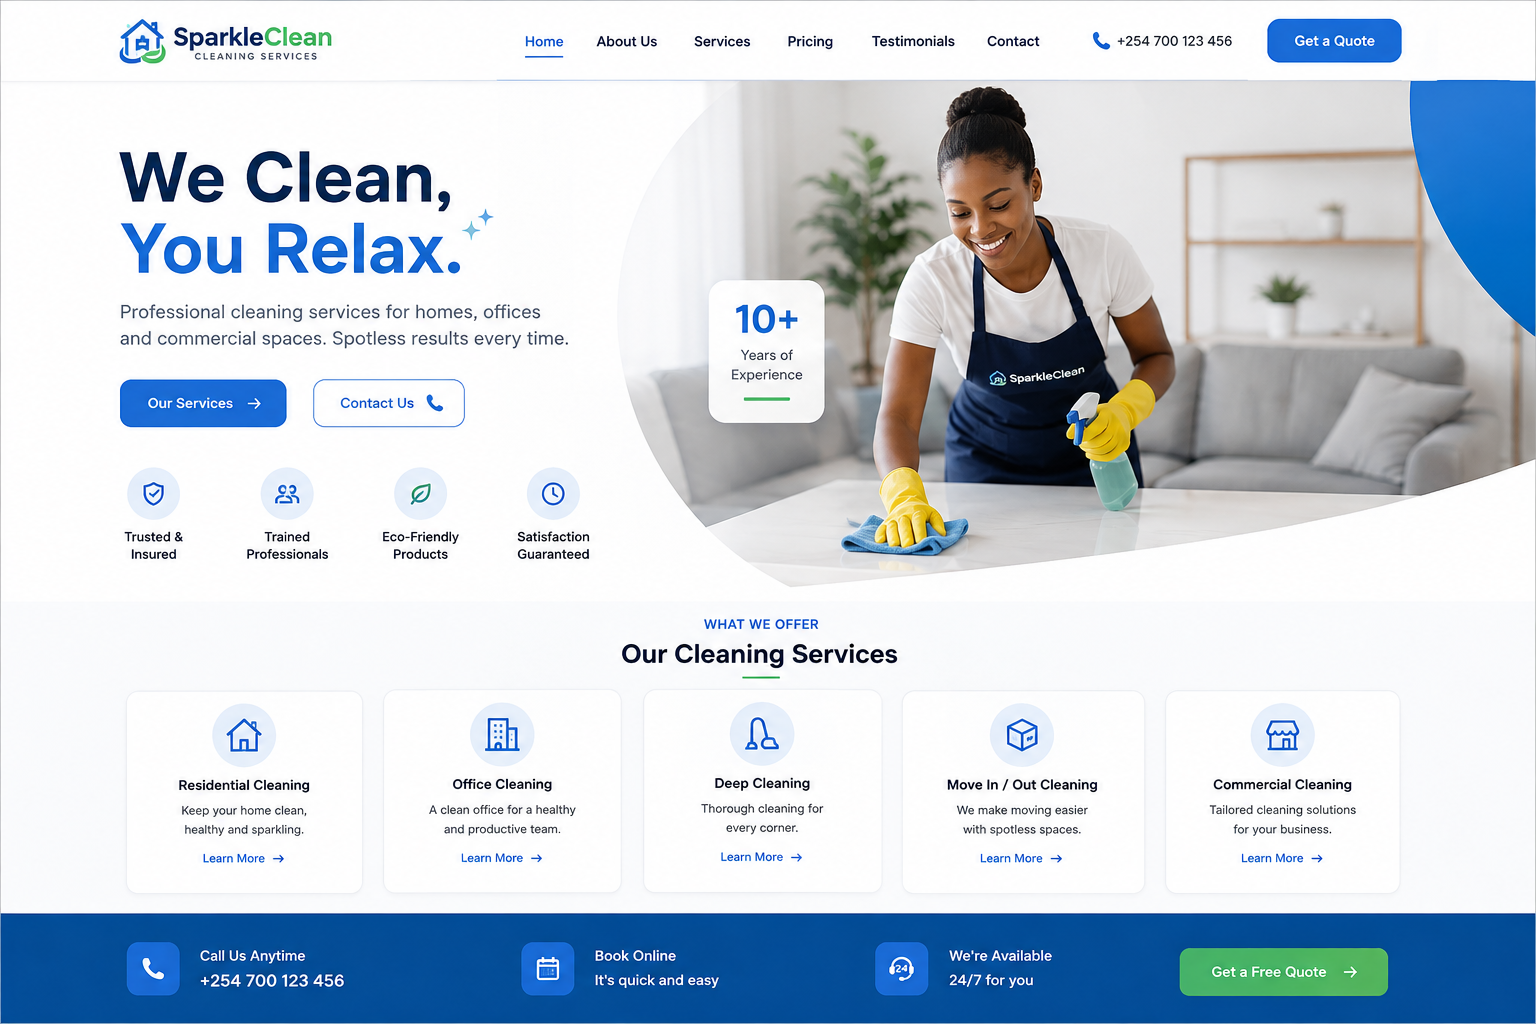 SparkleClean
CLEANING SERVICES
Home
About Us
Services
Pricing
Testimonials
Contact
+254 700 123 456
Get a Quote
We Clean,
You Relax.
Professional cleaning services for homes, offices
and commercial spaces. Spotless results every time.
Our Services
Contact Us
10+
Years of
Experience
SparkleClean
Trusted &
Insured
Trained
Professionals
Eco-Friendly
Products
Satisfaction
Guaranteed
WHAT WE OFFER
Our Cleaning Services
Residential Cleaning
Keep your home clean,
healthy and sparkling.
Learn More
Office Cleaning
A clean office for a healthy
and productive team.
Learn More
Deep Cleaning
Thorough cleaning for
every corner.
Learn More
Move In / Out Cleaning
We make moving easier
with spotless spaces.
Learn More
Commercial Cleaning
Tailored cleaning solutions
for your business.
Learn More
Call Us Anytime
+254 700 123 456
Book Online
It's quick and easy
24
We're Available
24/7 for you
Get a Free Quote